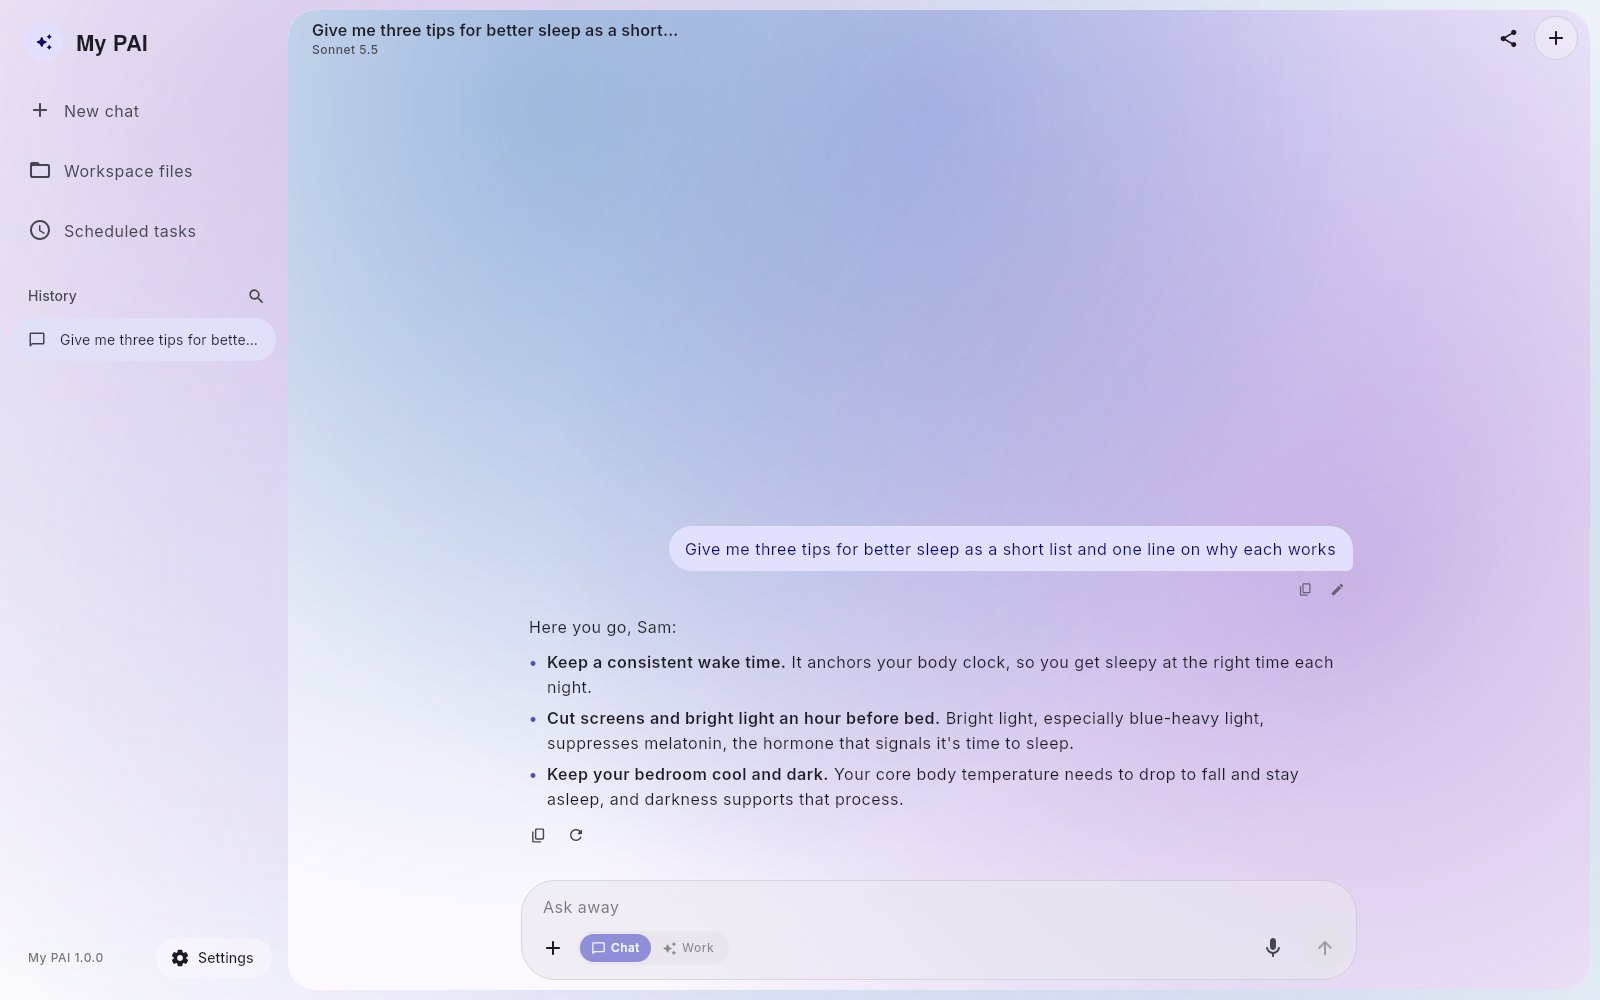 My PAI
New chat
Workspace files
Scheduled tasks
History
Give me three tips for bette...
My PAI 1.0.0
Settings
Give me three tips for better sleep as a short...
Sonnet 5.5
Give me three tips for better sleep as a short list and one line on why each works
Here you go, Sam:
• Keep a consistent wake time. It anchors your body clock, so you get sleepy at the right time each
night.
• Cut screens and bright light an hour before bed. Bright light, especially blue-heavy light,
suppresses melatonin, the hormone that signals it's time to sleep.
• Keep your bedroom cool and dark. Your core body temperature needs to drop to fall and stay
asleep, and darkness supports that process.
Ask away
Chat
Work